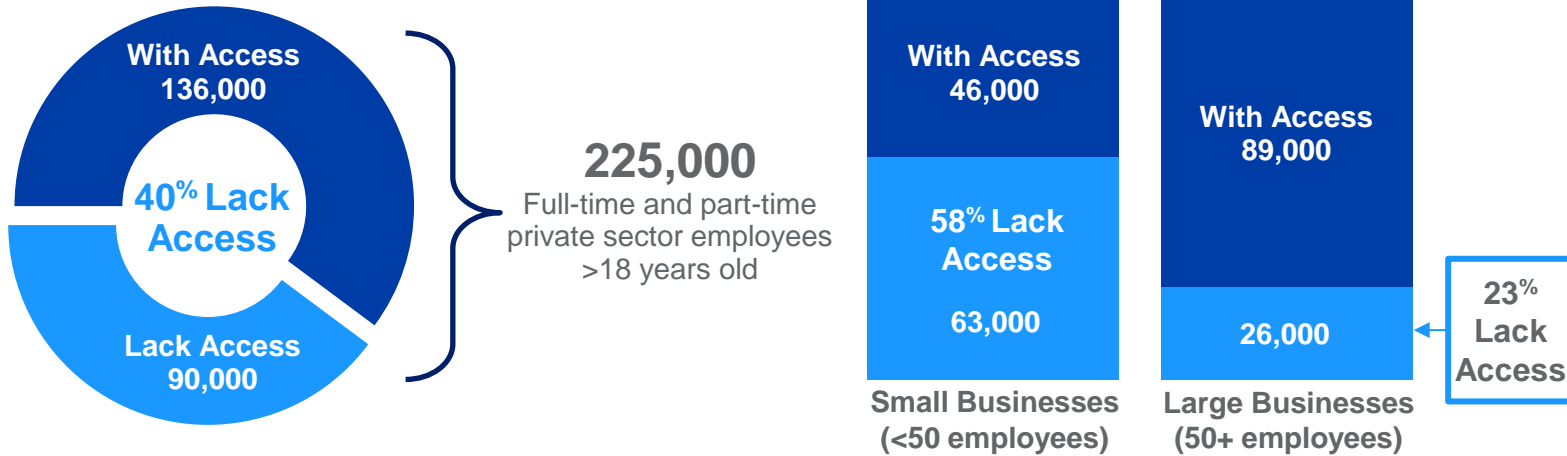 With Access
136,000
40% Lack
Access
Lack Access
90,000
225,000
Full-time and part-time
private sector employees
>18 years old
With Access
46,000
58% Lack
Access
63,000
Small Businesses
(<50 employees)
With Access
89,000
26,000
Large Businesses
(50+ employees)
23%
Lack
Access